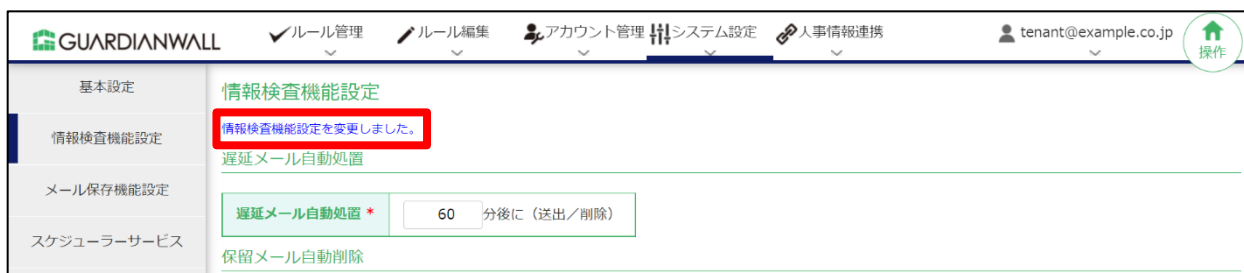 GUARDIANWALL
ルール管理
ルール編集
アカウント管理
システム設定
人事情報連携
tenant@example.co.jp
操作
基本設定
情報検査機能設定
メール保存機能設定
スケジューラーサービス
情報検査機能設定
情報検査機能設定を変更しました。
遅延メール自動処置
遅延メール自動処置 * 60 分後に（送出／削除）
保留メール自動削除